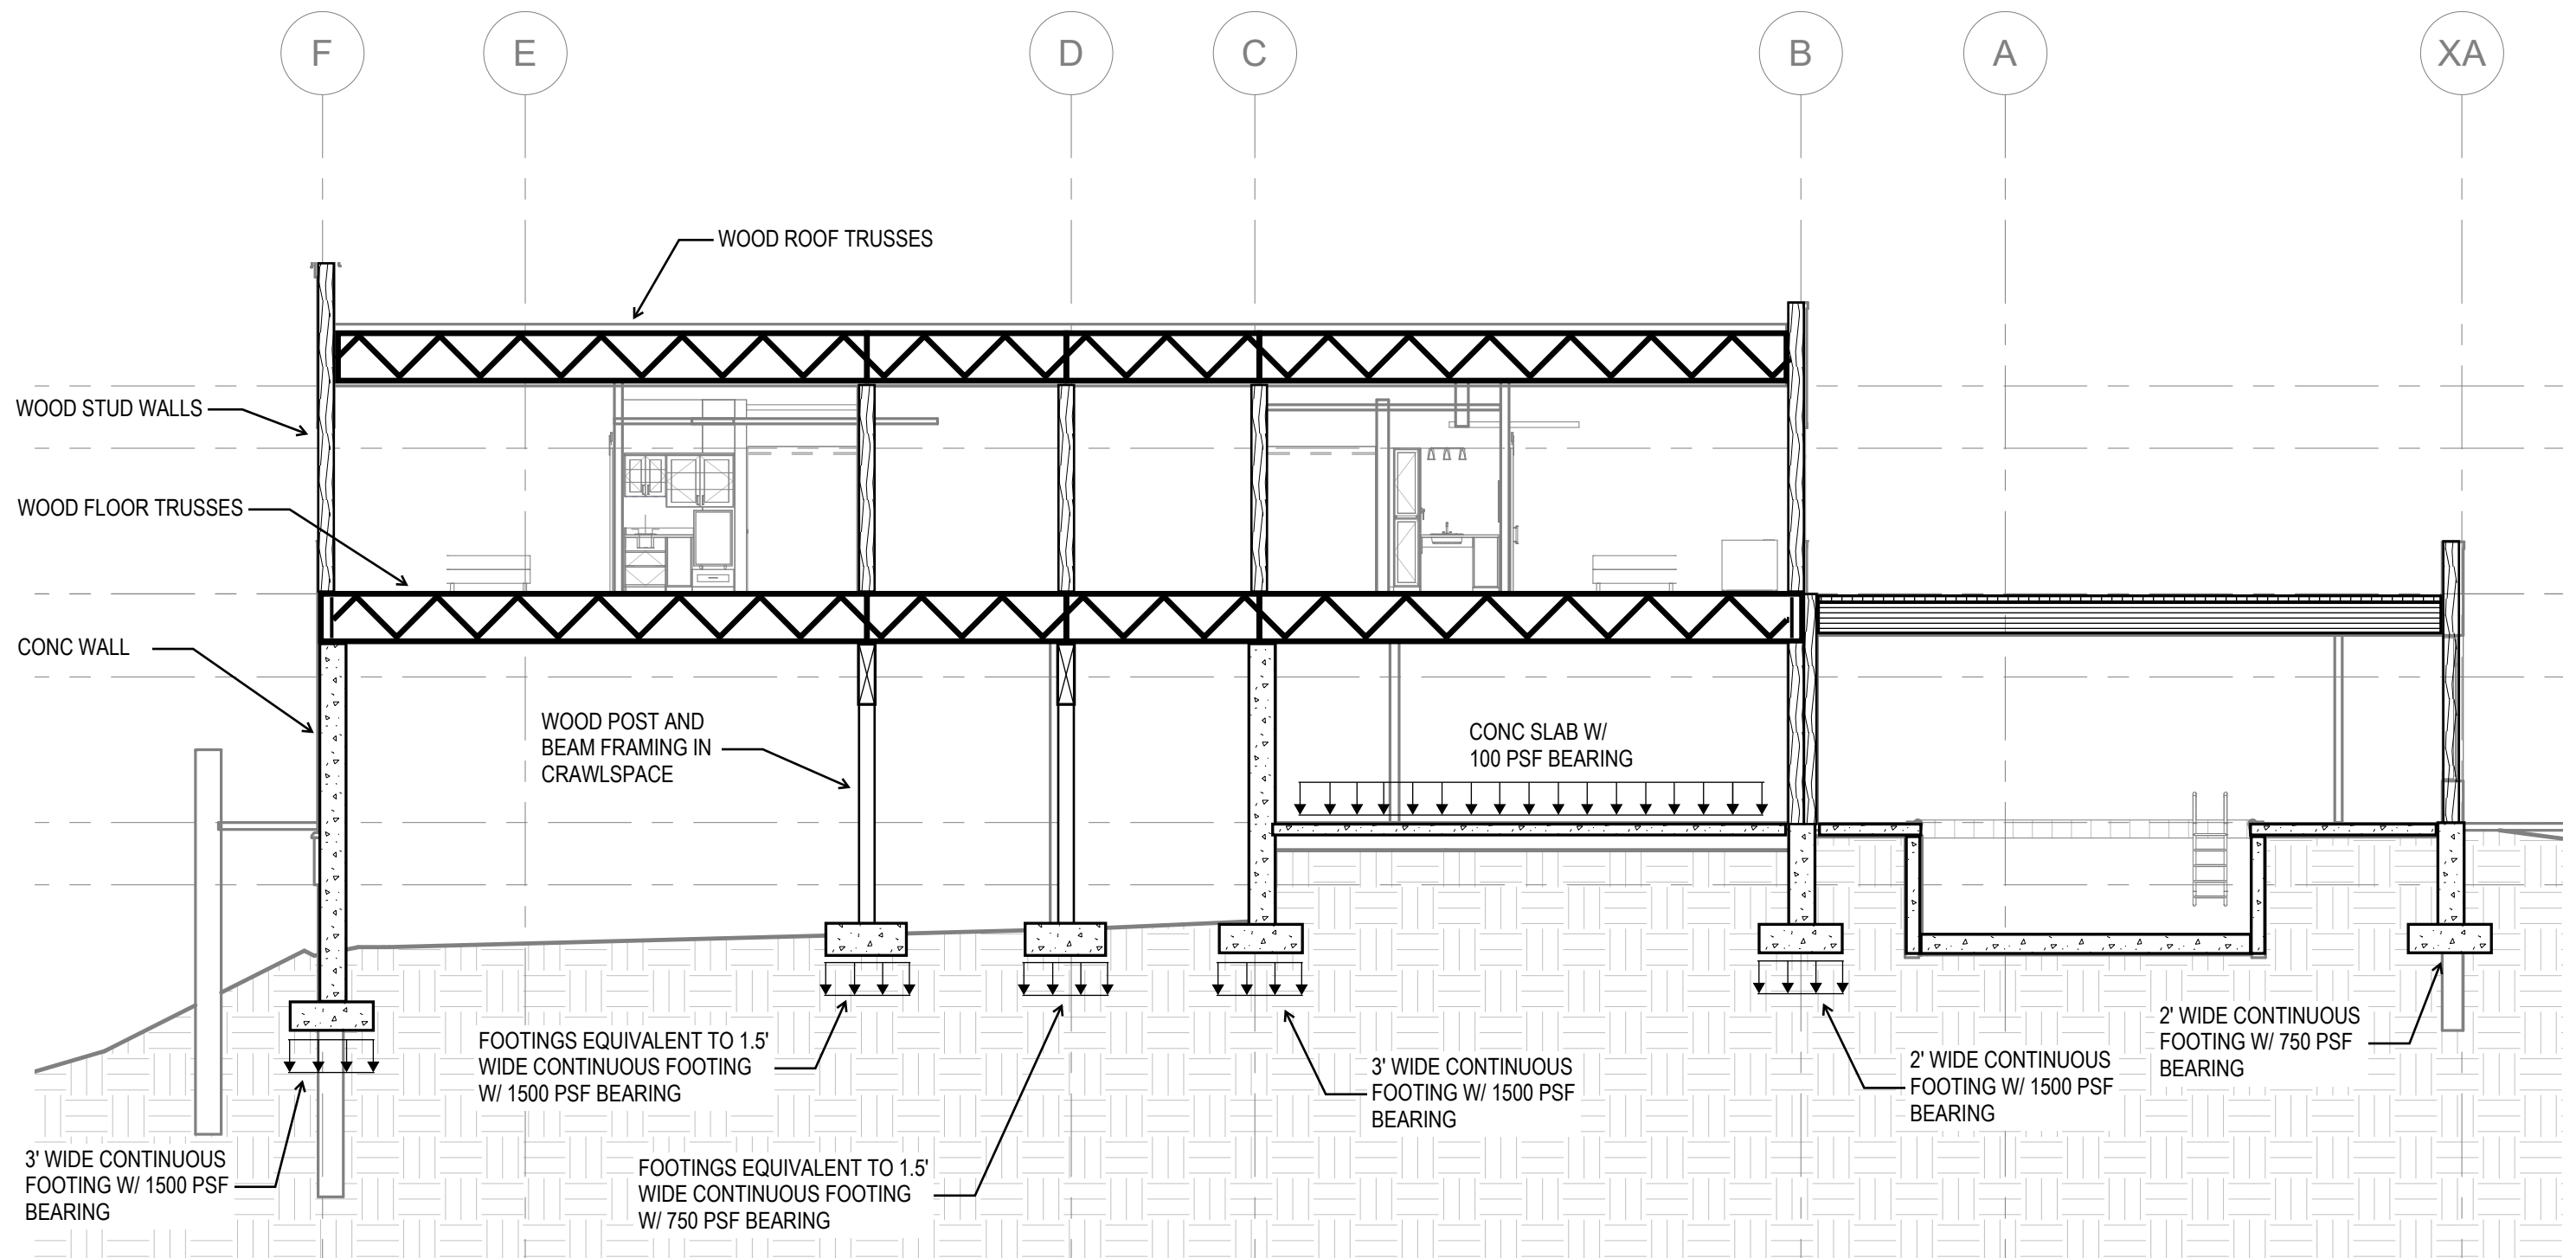 F
E
D
C
B
A
XA
WOOD ROOF TRUSSES
WOOD STUD WALLS
WOOD FLOOR TRUSSES
CONC WALL
WOOD POST AND
BEAM FRAMING IN
CRAWLSPACE
CONC SLAB W/
100 PSF BEARING
3' WIDE CONTINUOUS
FOOTING W/ 1500 PSF
BEARING
FOOTINGS EQUIVALENT TO 1.5'
WIDE CONTINUOUS FOOTING
W/ 1500 PSF BEARING
FOOTINGS EQUIVALENT TO 1.5'
WIDE CONTINUOUS FOOTING
W/ 750 PSF BEARING
3' WIDE CONTINUOUS
FOOTING W/ 1500 PSF
BEARING
2' WIDE CONTINUOUS
FOOTING W/ 1500 PSF
BEARING
2' WIDE CONTINUOUS
FOOTING W/ 750 PSF
BEARING